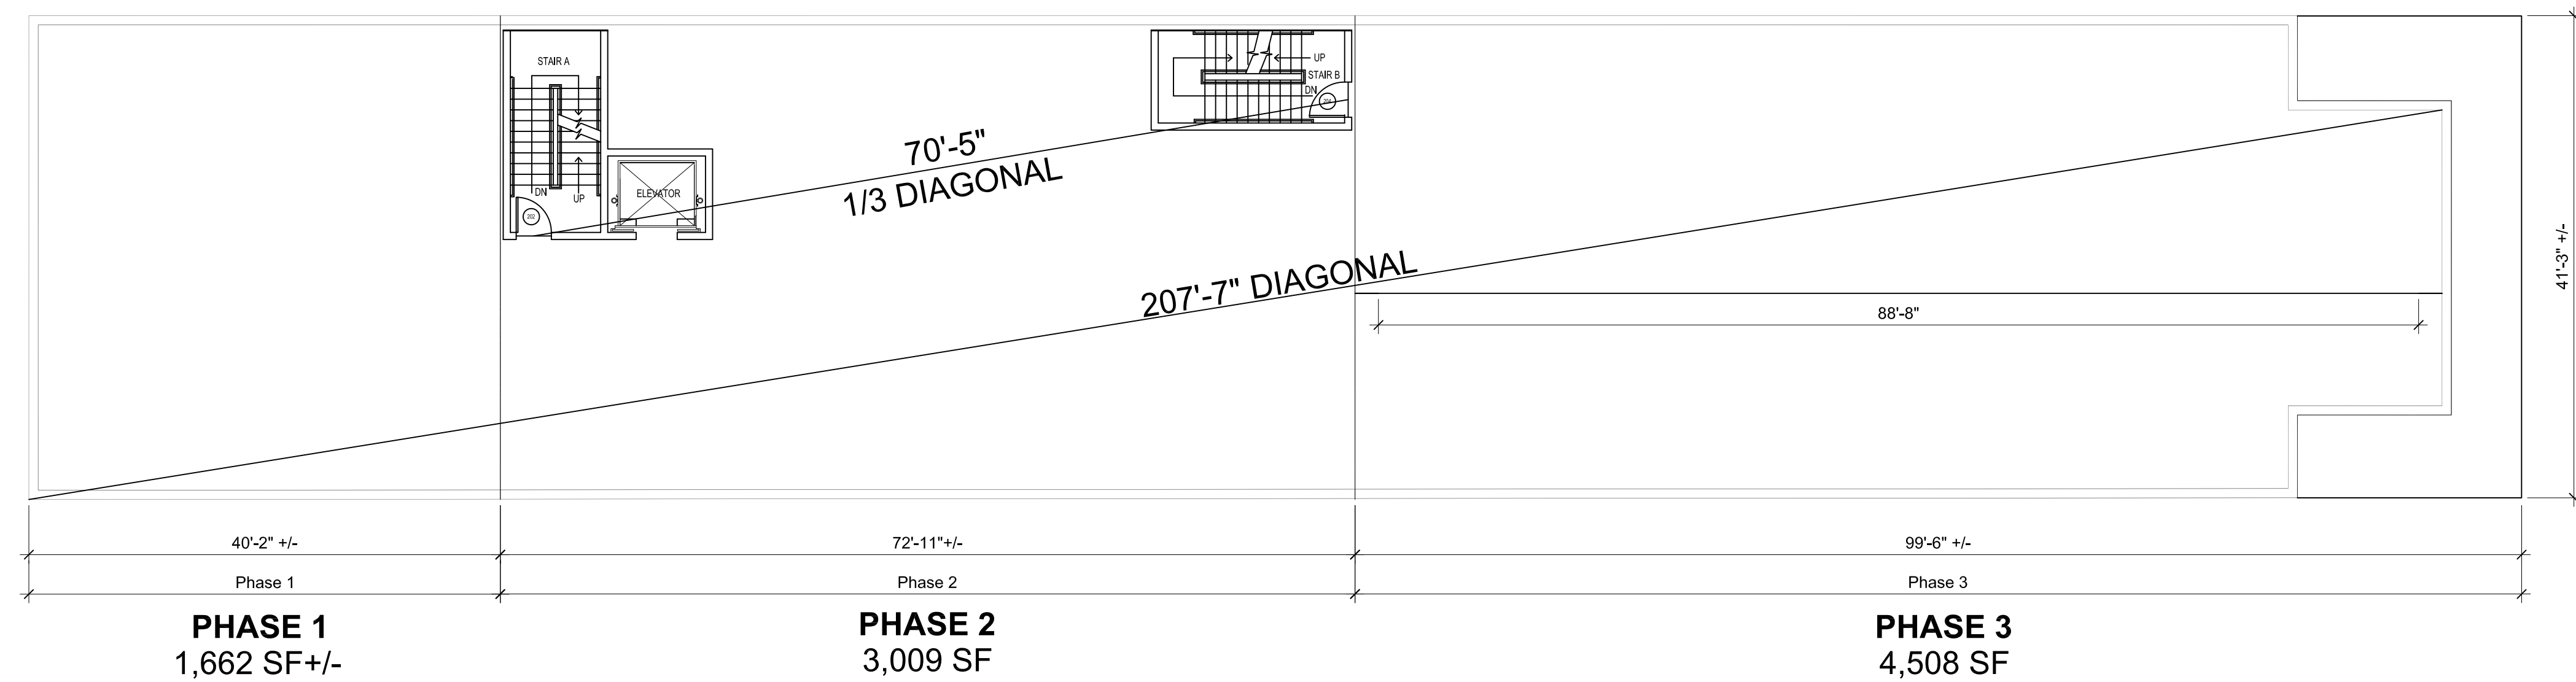 STAIR A
DN
UP
202
ELEVATOR
70'-5"
1/3 DIAGONAL
UP
STAIR B
DN
204
207'-7" DIAGONAL
88'-8"
41'-3" +/-
40'-2" +/-
72'-11"+/-
99'-6" +/-
Phase 1
Phase 2
Phase 3
PHASE 1
1,662 SF+/-
PHASE 2
3,009 SF
PHASE 3
4,508 SF